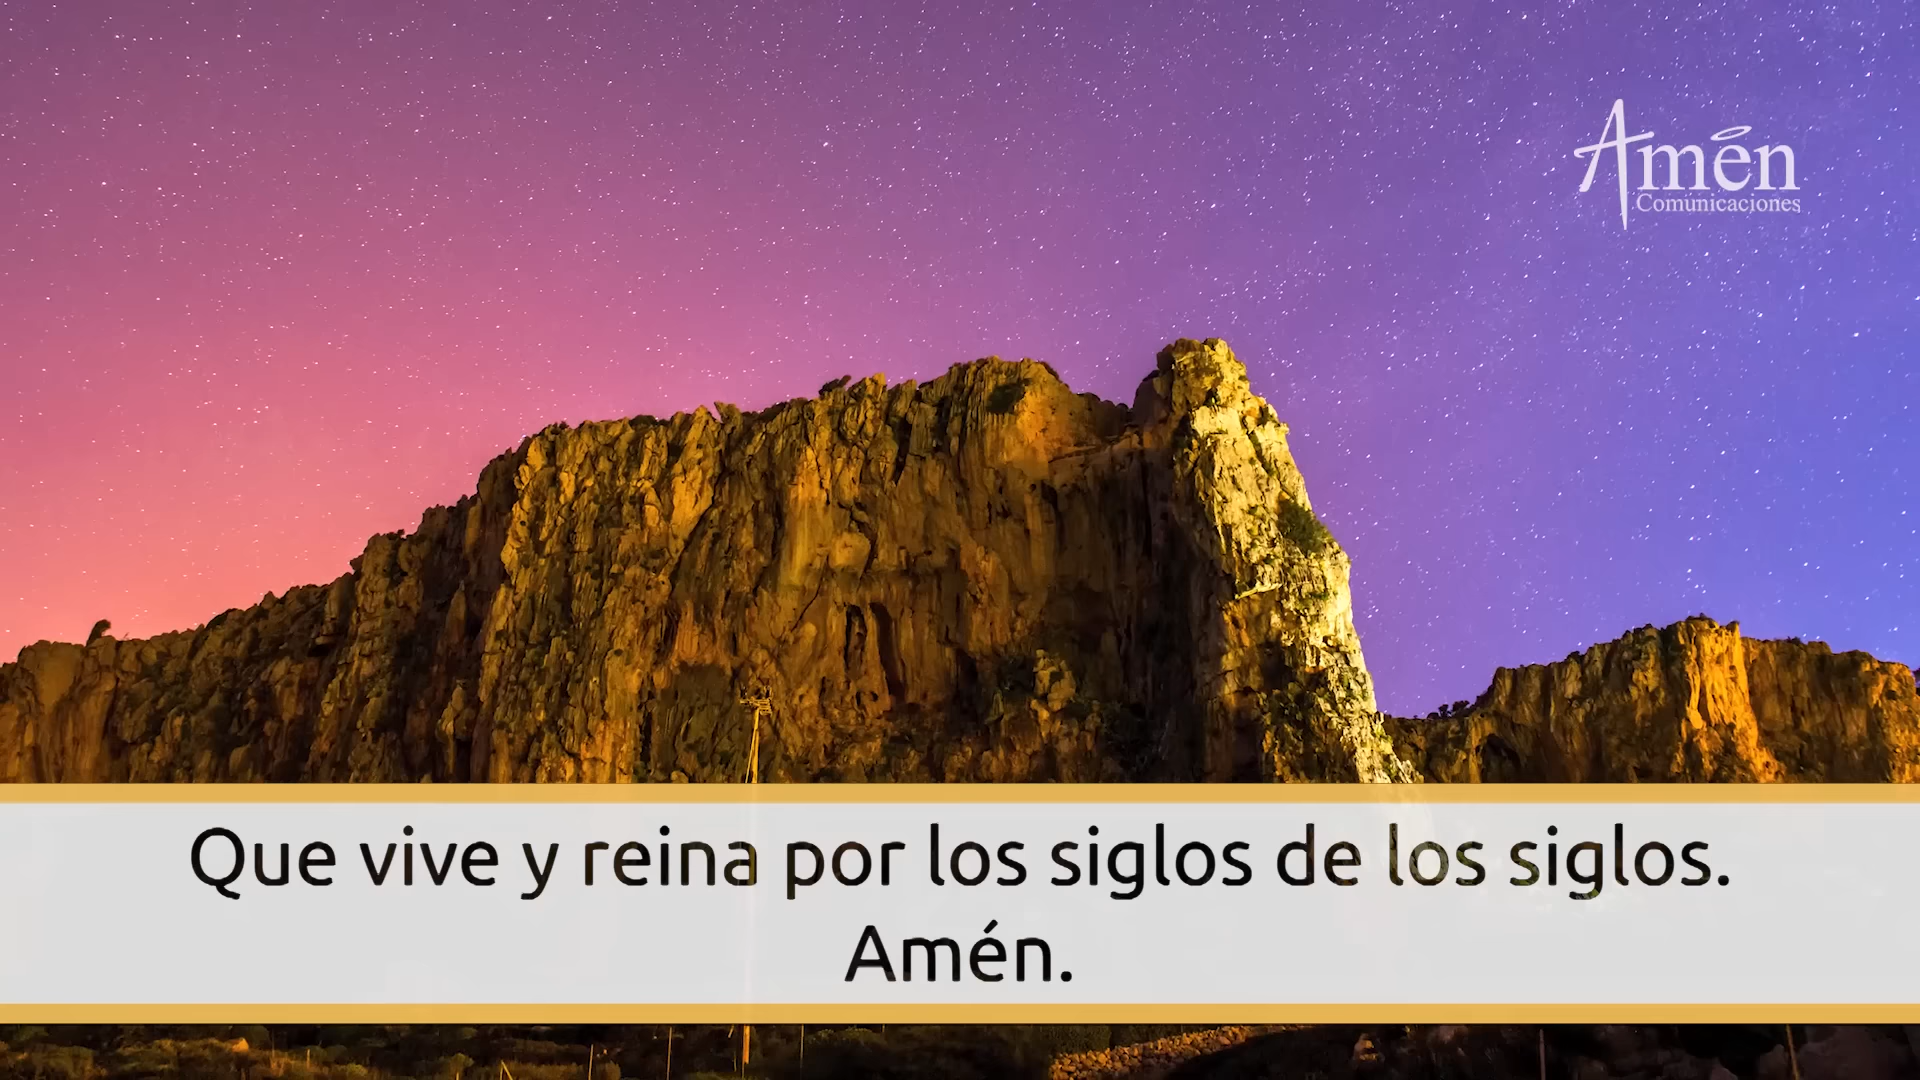 Amén
Comunicaciones
Que vive y reina por los siglos de los siglos.
Amén.